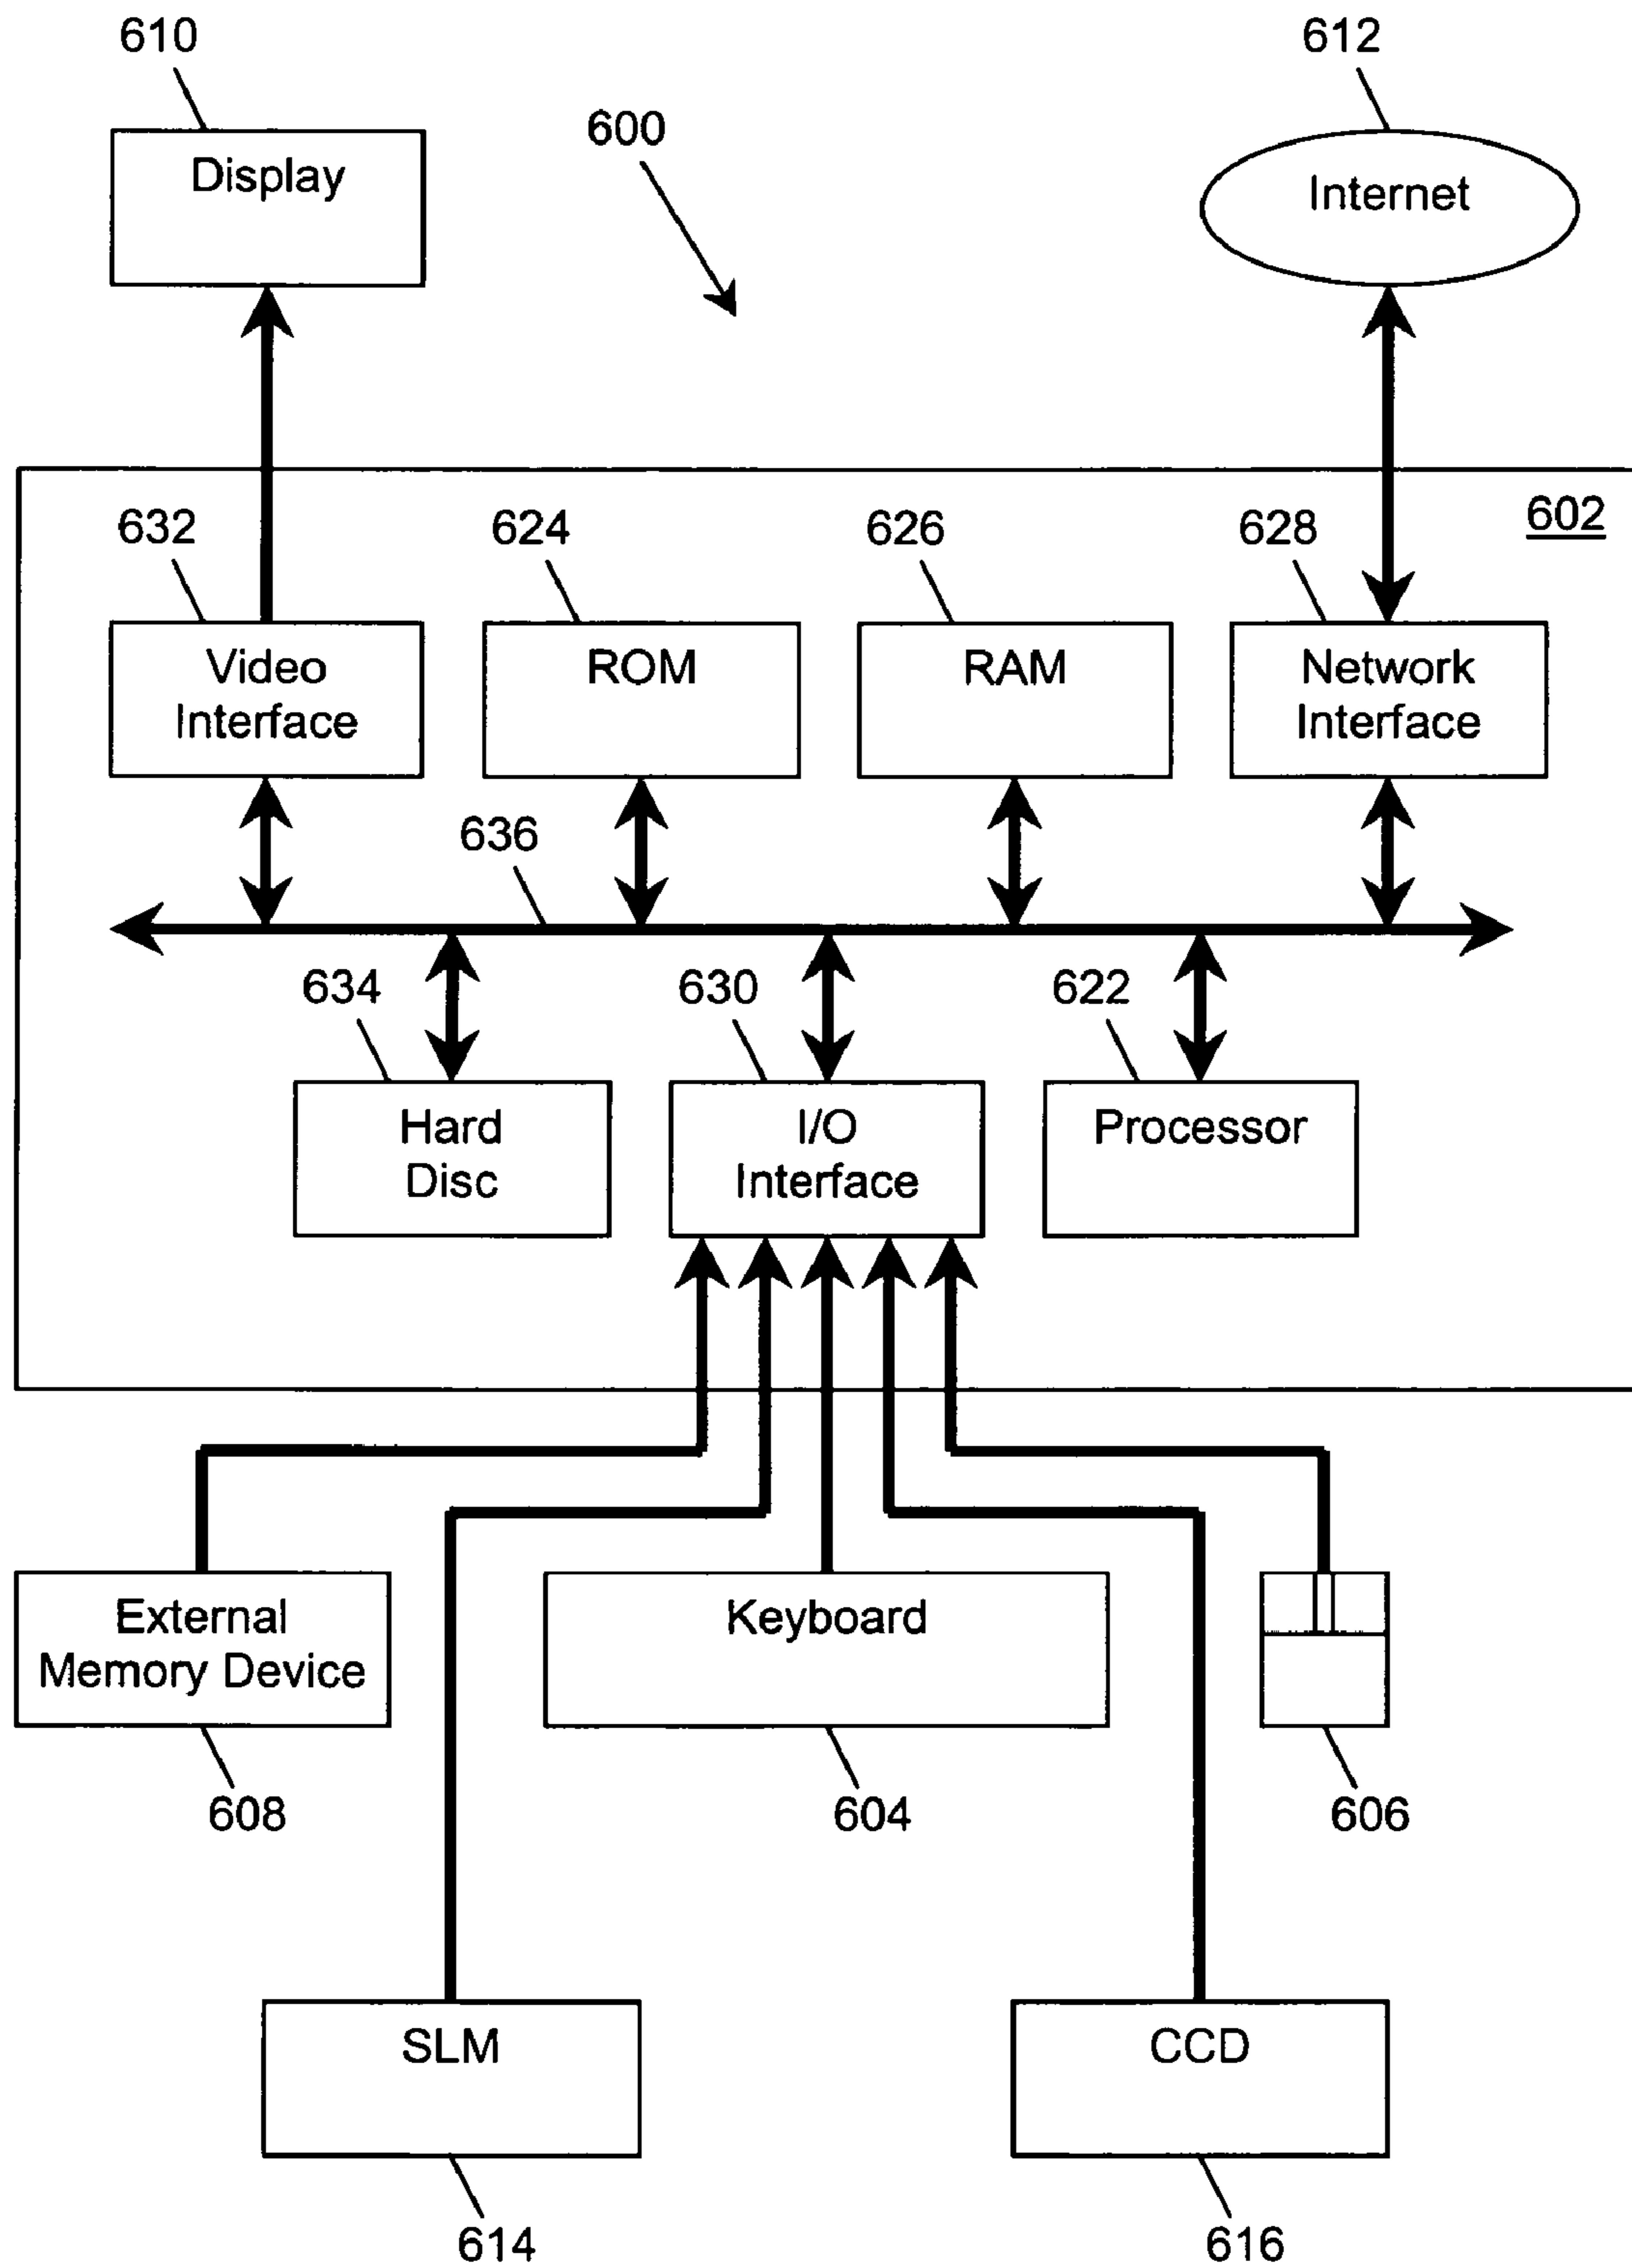 610
612
600
Display
Internet
602
632
624
626
628
Video
Interface
ROM
RAM
Network
Interface
636
634
630
622
Hard
Disc
I/O
Interface
Processor
External
Memory Device
Keyboard
608
604
606
SLM
CCD
614
616